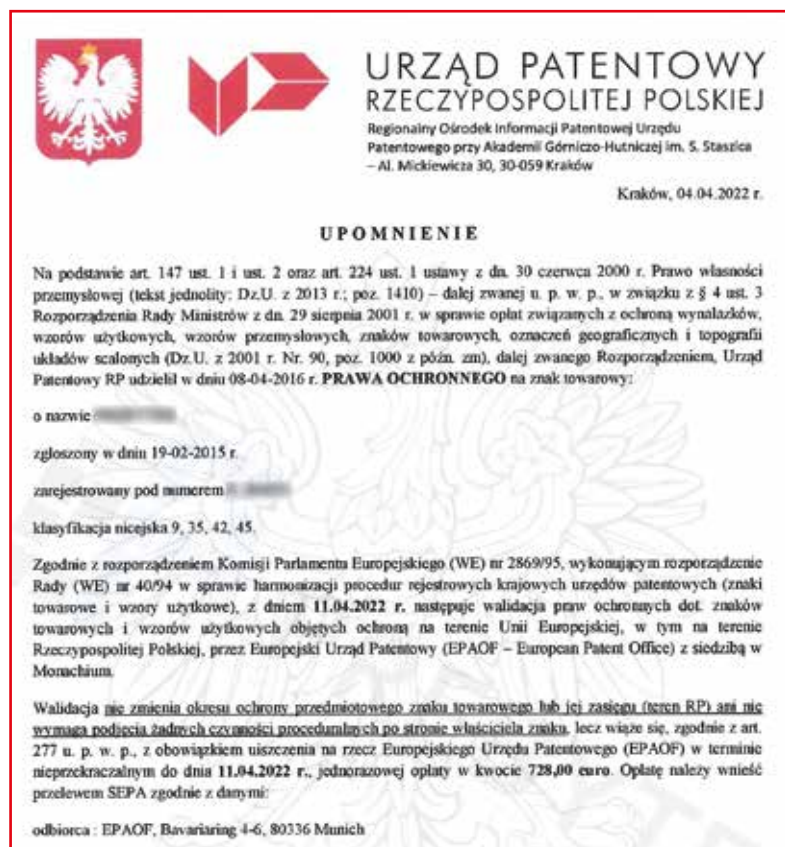 URZĄD PATENTOWY
RZECZYPOSPOLITEJ POLSKIEJ
Regionalny Ośrodek Informacji Patentowej Urzędu
Patentowego przy Akademii Górniczo-Hutniczej im. S. Staszica
– Al. Mickiewicza 30, 30-059 Kraków
Kraków, 04.04.2022 r.
UPOMNIENIE
Na podstawie art. 147 ust. 1 i ust. 2 oraz art. 224 ust. 1 ustawy z dn. 30 czerwca 2000 r. Prawo własności
przemysłowej (tekst jednolity: Dz.U. z 2013 r.; poz. 1410) – dalej zwanej u. p. w. p., w związku z § 4 ust. 3
Rozporządzenia Rady Ministrów z dn. 29 sierpnia 2001 r. w sprawie opłat związanych z ochroną wynalazków,
wzorów użytkowych, wzorów przemysłowych, znaków towarowych, oznaczeń geograficznych i topografii
układów scalonych (Dz.U. z 2001 r. Nr. 90, poz. 1000 z późn. zm), dalej zwanego Rozporządzeniem, Urząd
Patentowy RP udzielił w dniu 08-04-2016 r. PRAWA OCHRONNEGO na znak towarowy:
o nazwie
zgłoszony w dniu 19-02-2015 r.
zarejestrowany pod numerem
klasyfikacja nicejska 9, 35, 42, 45.
Zgodnie z rozporządzeniem Komisji Parlamentu Europejskiego (WE) nr 2869/95, wykonującym rozporządzenie
Rady (WE) nr 40/94 w sprawie harmonizacji procedur rejestrowych krajowych urzędów patentowych (znaki
towarowe i wzory użytkowe), z dniem 11.04.2022 r. następuje walidacja praw ochronnych dot. znaków
towarowych i wzorów użytkowych objętych ochroną na terenie Unii Europejskiej, w tym na terenie
Rzeczypospolitej Polskiej, przez Europejski Urząd Patentowy (EPAOF – European Patent Office) z siedzibą w
Monachium.
Walidacja nie zmienia okresu ochrony przedmiotowego znaku towarowego lub jej zasięgu (teren RP) ani nie
wymaga podjęcia żadnych czynności proceduralnych po stronie właściciela znaku, lecz wiąże się, zgodnie z art.
277 u. p. w. p., z obowiązkiem uiszczenia na rzecz Europejskiego Urzędu Patentowego (EPAOF) w terminie
nieprzekraczalnym do dnia 11.04.2022 r., jednorazowej opłaty w kwocie 728,00 euro. Opłatę należy wnieść
przelewem SEPA zgodnie z danymi:
odbiorca : EPAOF, Bavariaring 4-6, 80336 Munich